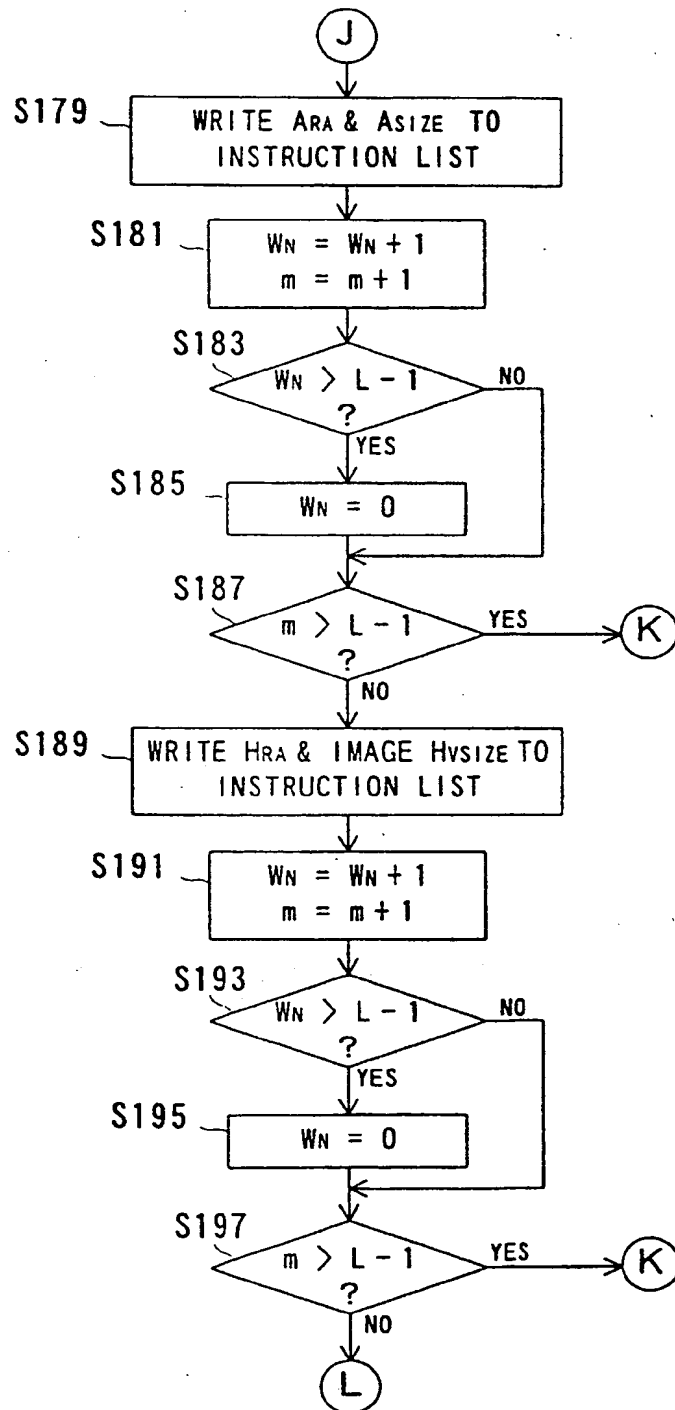 J
S179
WRITE ARA & ASIZE TO
INSTRUCTION LIST
S181
WN = WN + 1
m = m + 1
S183
WN > L - 1
?
NO
YES
S185
WN = 0
S187
m > L - 1
?
YES
K
NO
S189
WRITE HRA & IMAGE HVSIZE TO
INSTRUCTION LIST
S191
WN = WN + 1
m = m + 1
S193
WN > L - 1
?
NO
YES
S195
WN = 0
S197
m > L - 1
?
YES
K
NO
L